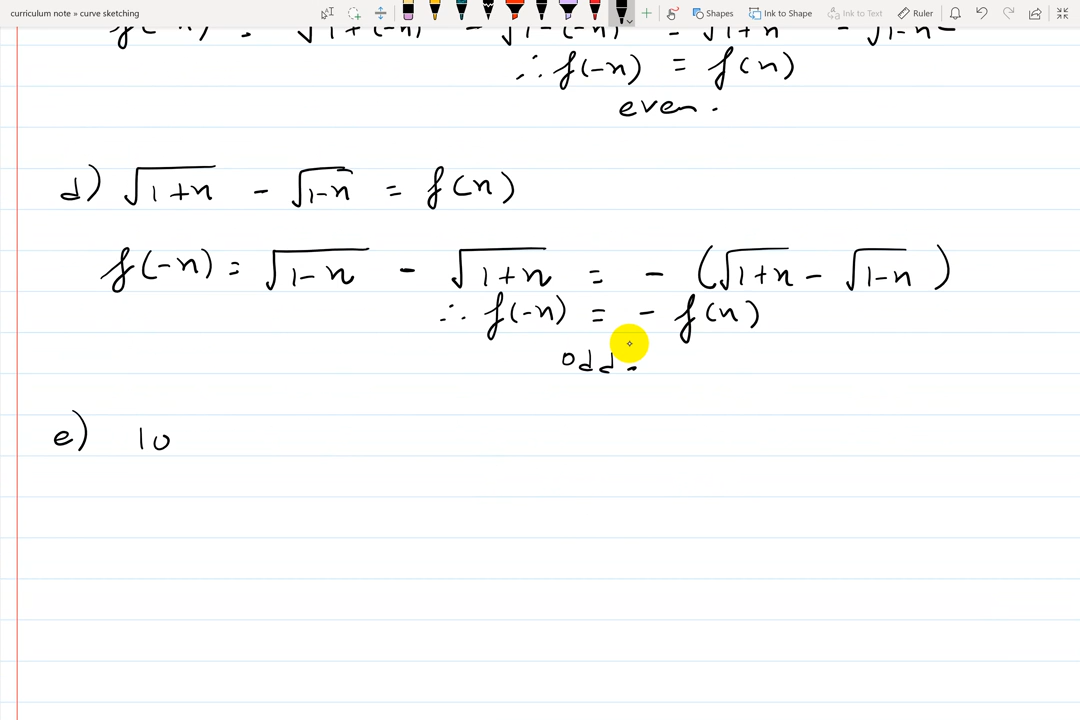 curriculum note » curve sketching
Shapes Ink to Shape Ink to Text Ruler
∴ f(-n) = f(n)
even.
d) √1+n - √1-n = f(n)
f(-n) = √1-n - √1+n = - (√1+n - √1-n)
∴ f(-n) = - f(n)
odd.
e) 10